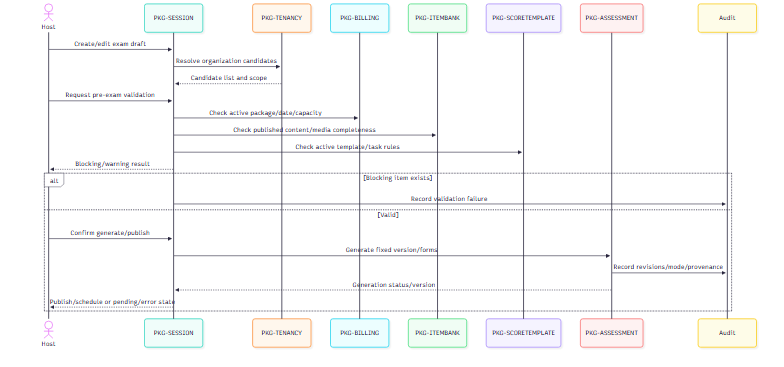 PKG-SESSION
PKG-TENANCY
PKG-BILLING
PKG-ITEMBANK
PKG-SCORETEMPLATE
PKG-ASSESSMENT
Audit
Host
Create/edit exam draft
Resolve organization candidates
Candidate list and scope
Request pre-exam validation
Check active package/date/capacity
Check published content/media completeness
Check active template/task rules
Blocking/warning result
alt
[Blocking item exists]
Record validation failure
[Valid]
Confirm generate/publish
Generate fixed version/forms
Record revisions/mode/provenance
Generation status/version
Publish/schedule or pending/error state
Host
PKG-SESSION
PKG-TENANCY
PKG-BILLING
PKG-ITEMBANK
PKG-SCORETEMPLATE
PKG-ASSESSMENT
Audit